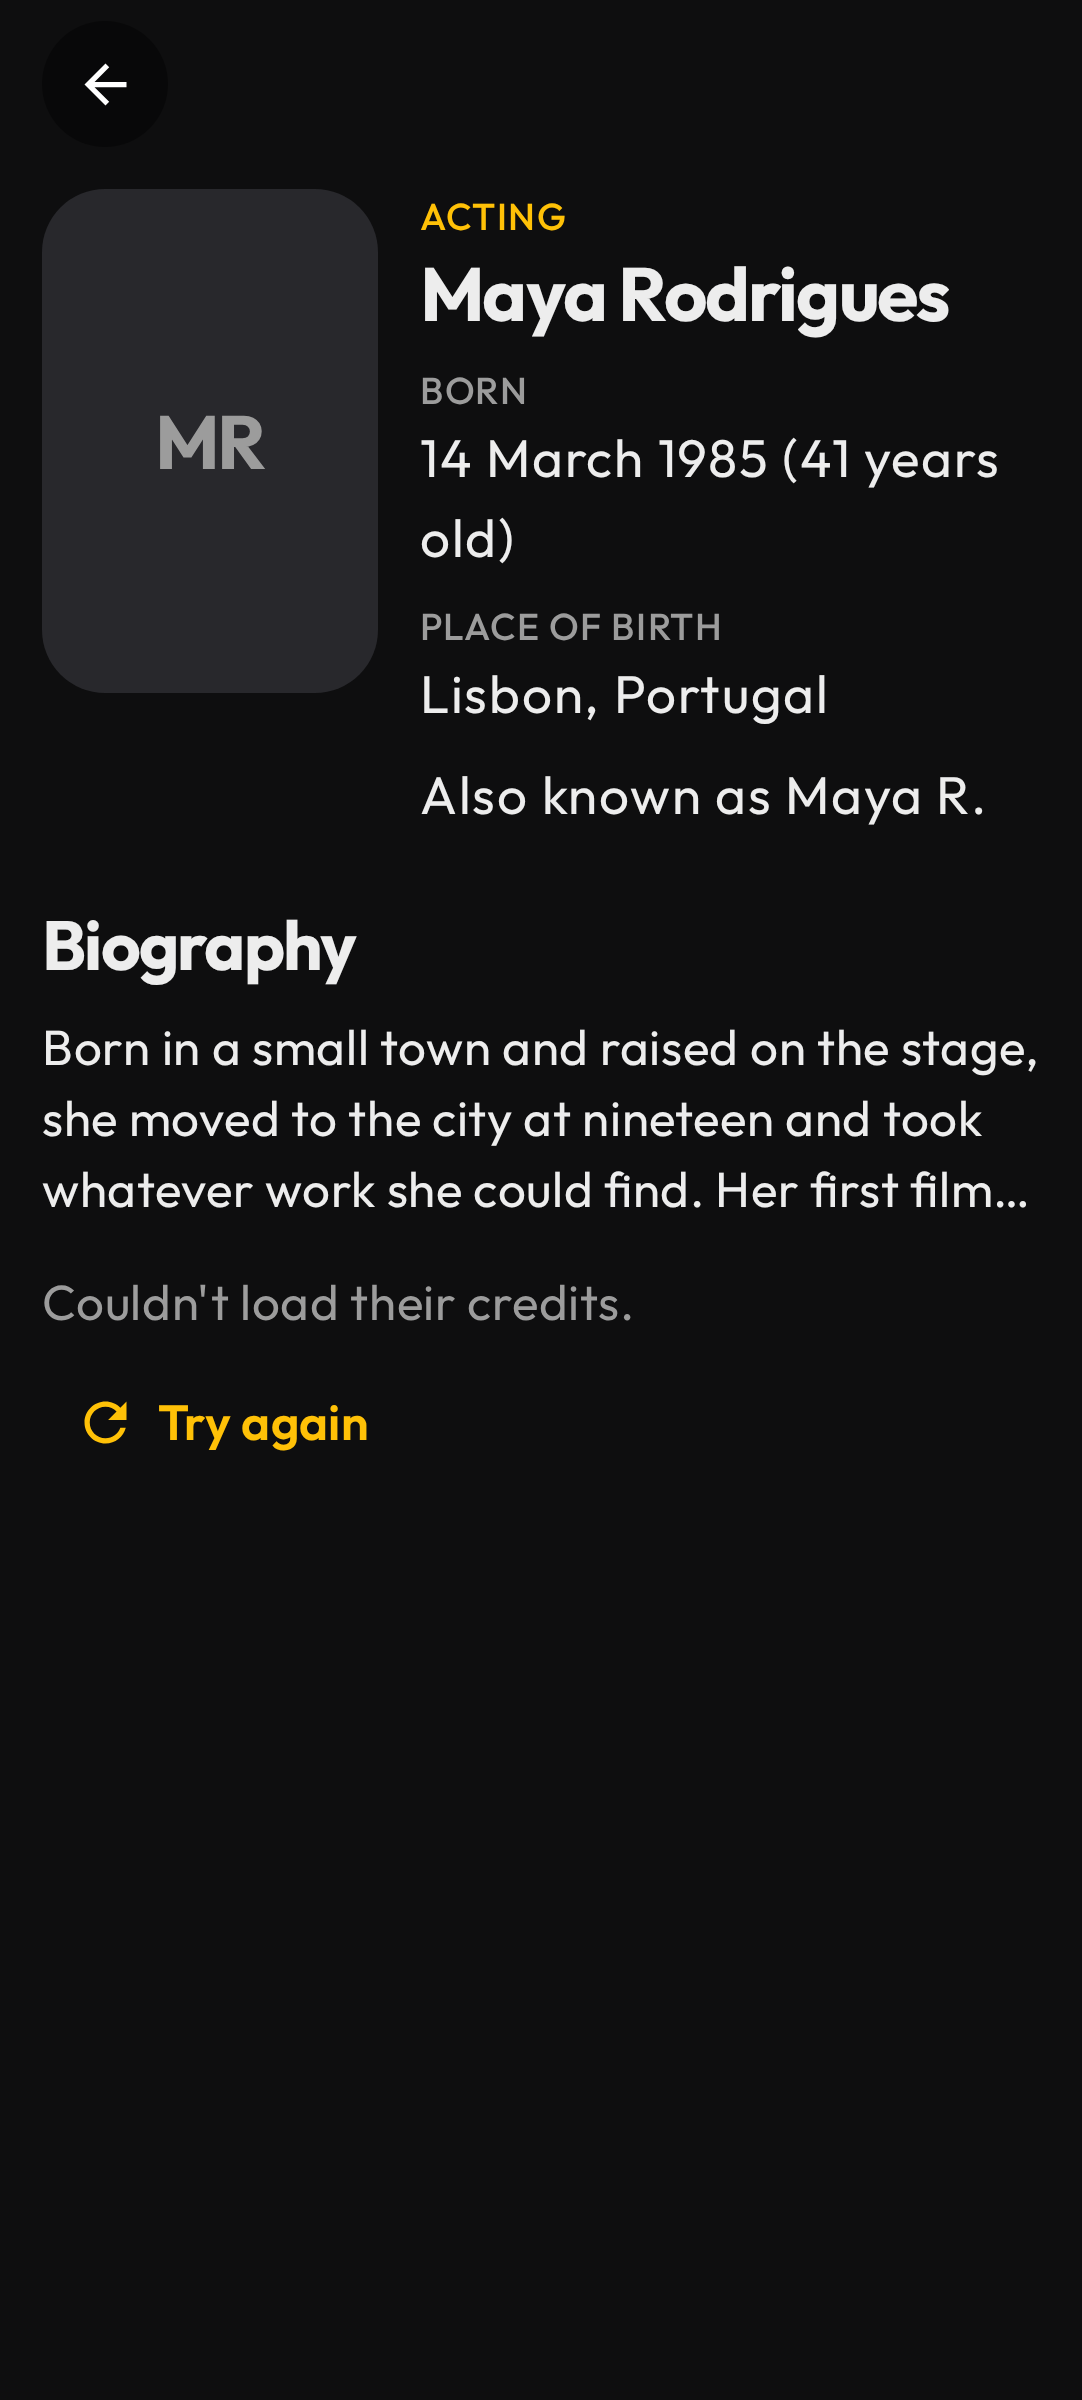 ACTING
Maya Rodrigues
MR
BORN
14 March 1985 (41 years
old)
PLACE OF BIRTH
Lisbon, Portugal
Also known as Maya R.
Biography
Born in a small town and raised on the stage,
she moved to the city at nineteen and took
whatever work she could find. Her first film…
Couldn't load their credits.
Try again